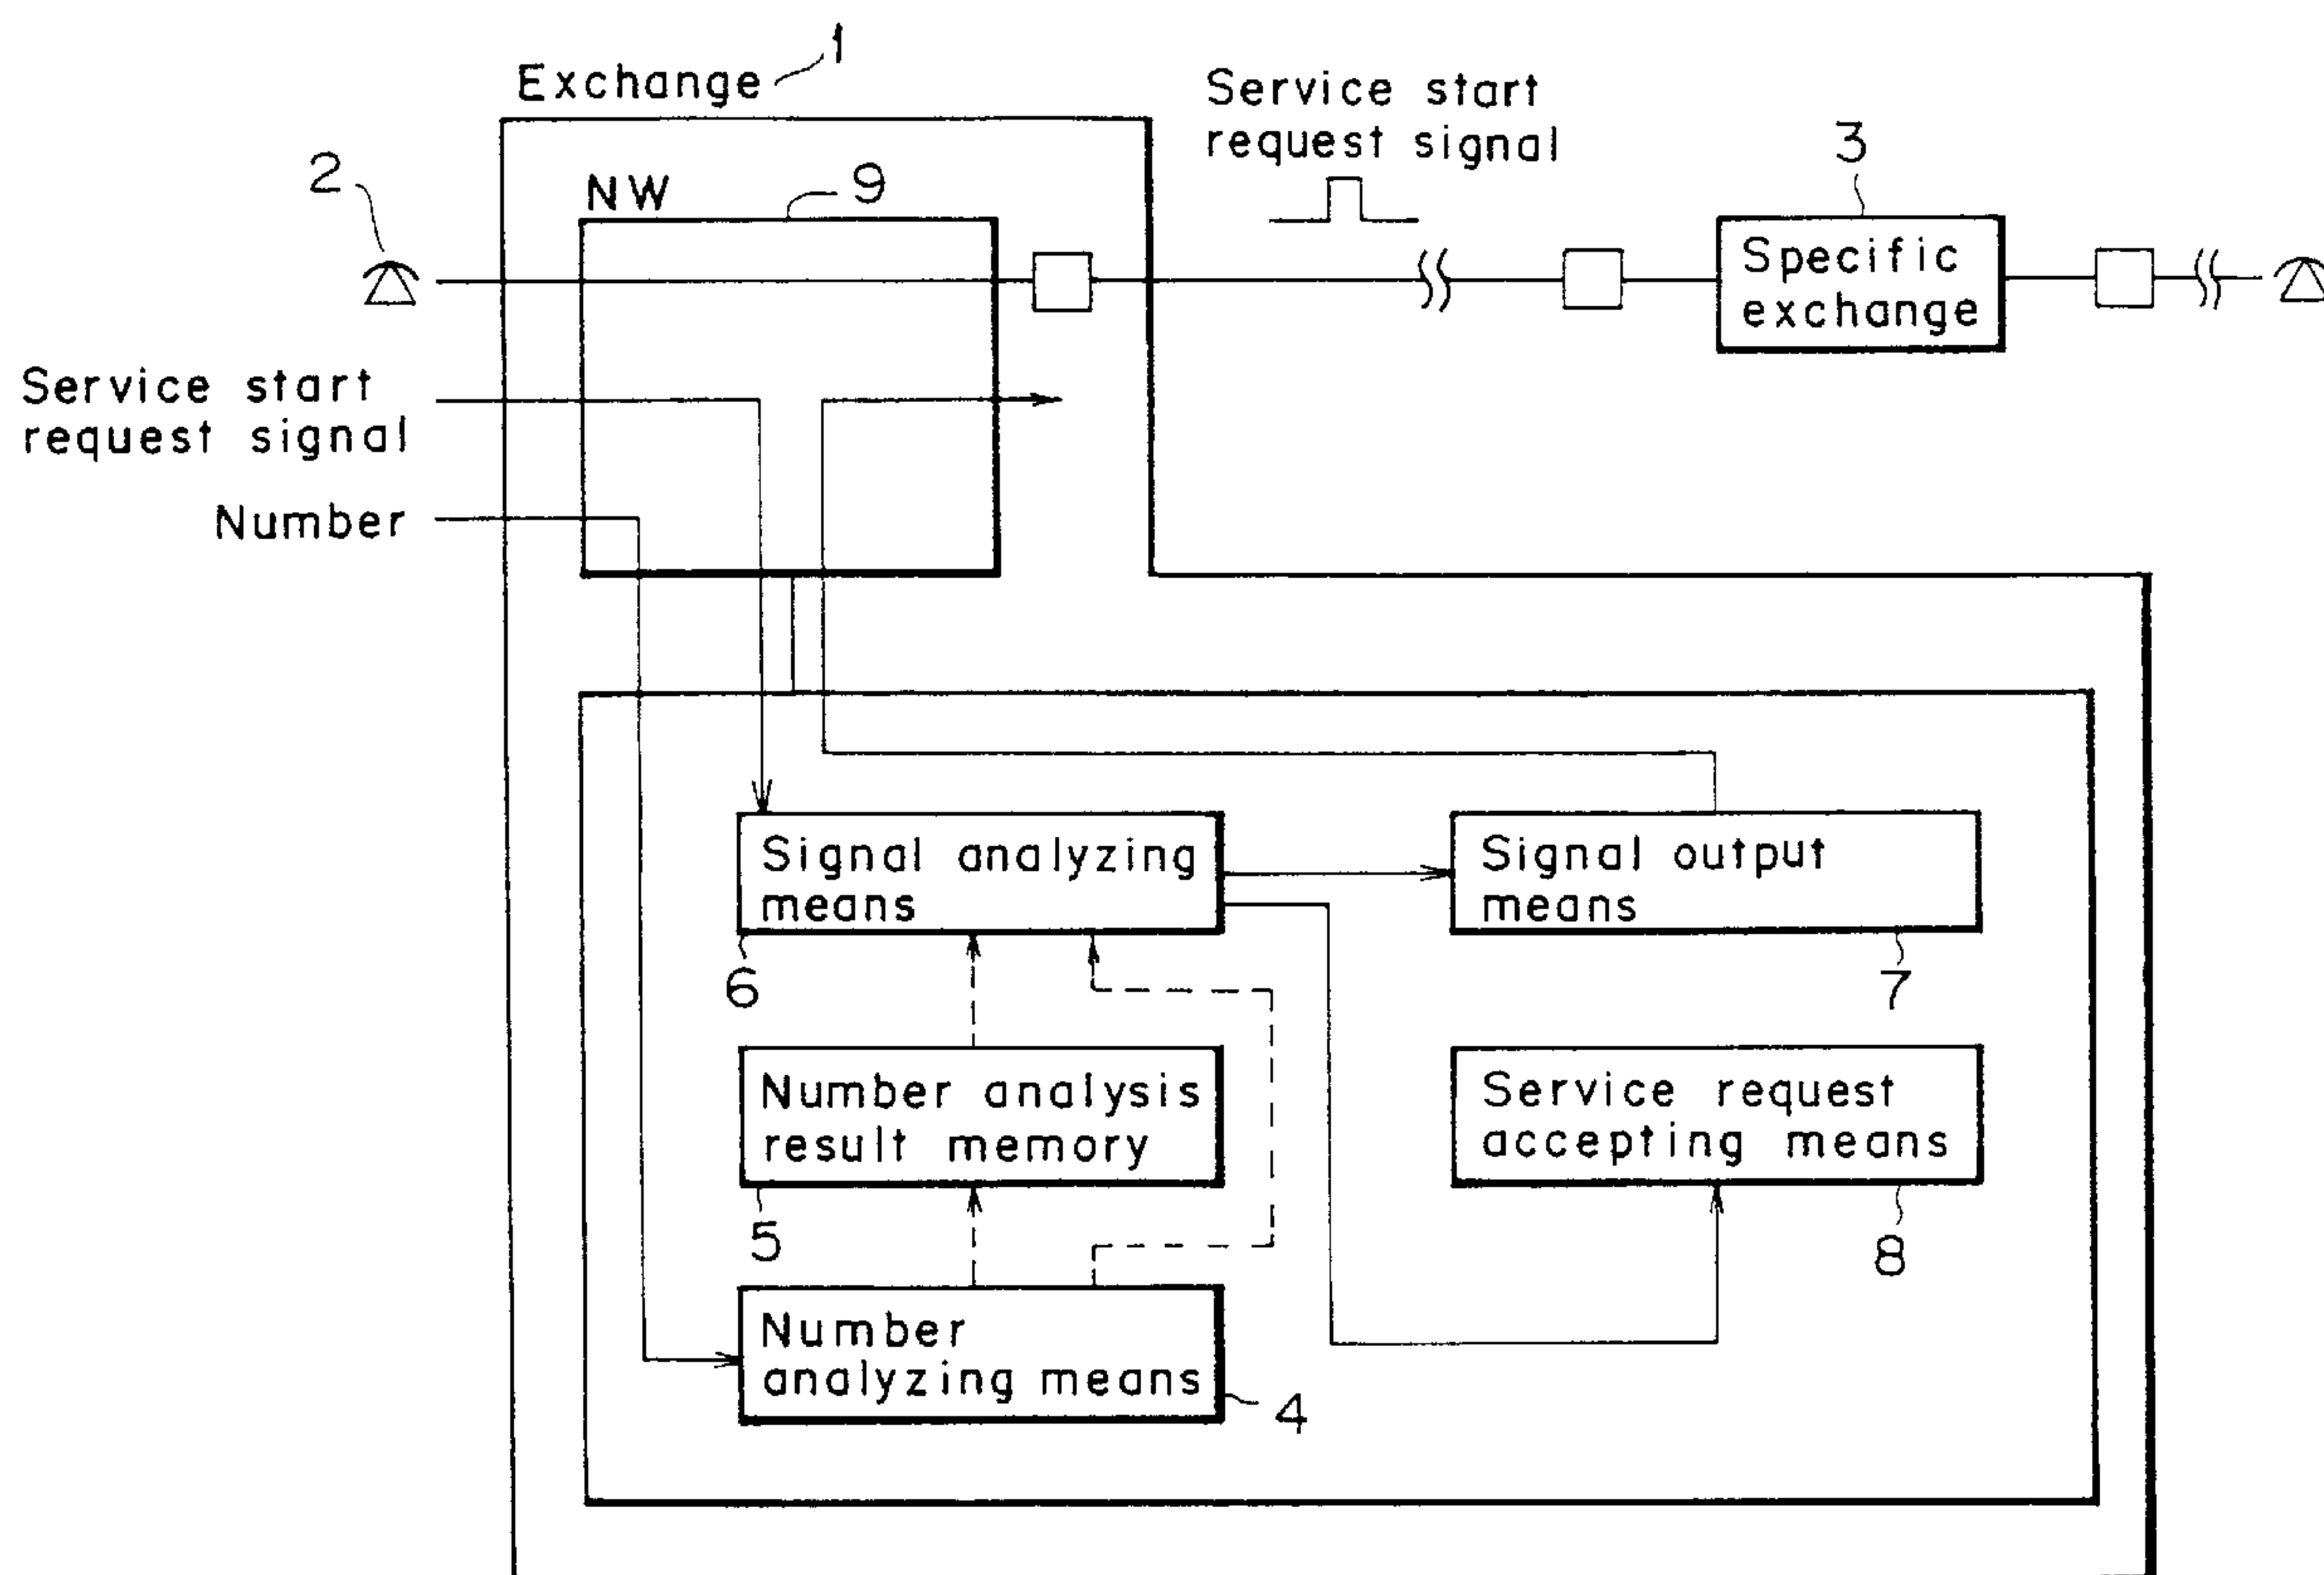 Exchange 1
Service start
request signal
2
NW 9
3
Specific
exchange
Service start
request signal
Number
Signal analyzing
means
6
Signal output
means
7
Number analysis
result memory
5
Service request
accepting means
8
Number
analyzing means
4